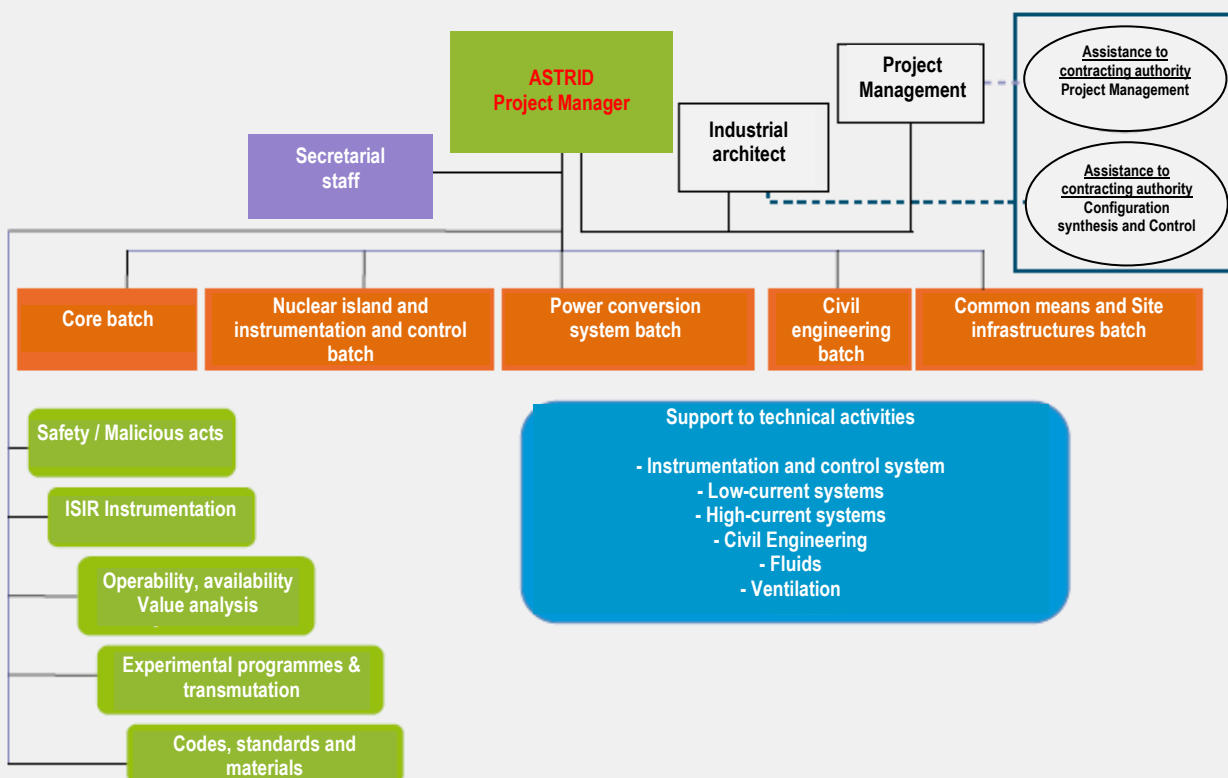 ASTRID
Project Manager
Project
Management
Assistance to
contracting authority
Project Management
Industrial
architect
Secretarial
staff
Assistance to
contracting authority
Configuration
synthesis and Control
Core batch
Nuclear island and
instrumentation and control
batch
Power conversion
system batch
Civil
engineering
batch
Common means and Site
infrastructures batch
Safety / Malicious acts
ISIR Instrumentation
Operability, availability
Value analysis
-
Experimental programmes &
transmutation
Codes, standards and
materials
Support to technical activities
- Instrumentation and control system
- Low-current systems
- High-current systems
- Civil Engineering
- Fluids
- Ventilation